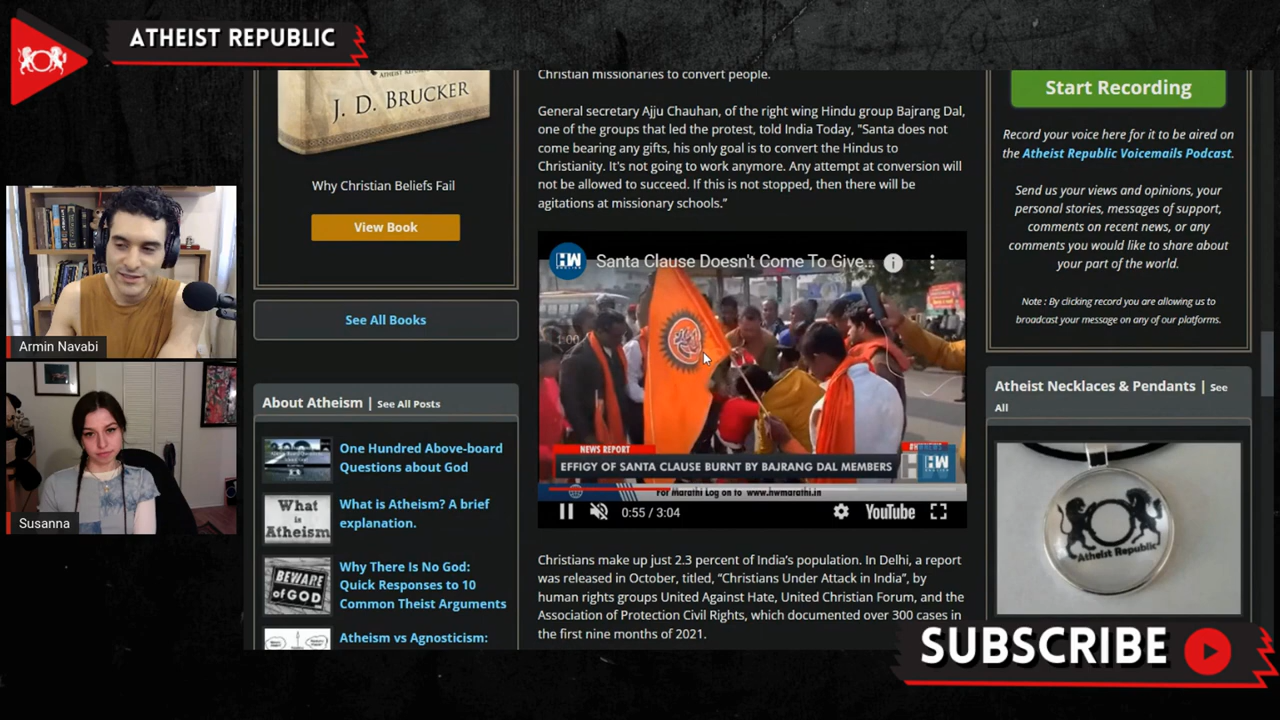 ATHEIST REPUBLIC
ATHEIST REPUBLIC
J. D. BRUCKER
Why Christian Beliefs Fail
View Book
See All Books
About Atheism | See All Posts
One Hundred Above-board
Questions about God
What
is
Atheism?
What is Atheism? A brief
explanation.
BEWARE
of GOD
Why There Is No God:
Quick Responses to 10
Common Theist Arguments
Atheism vs Agnosticism:
Christian missionaries to convert people.
General secretary Ajju Chauhan, of the right wing Hindu group Bajrang Dal,
one of the groups that led the protest, told India Today, "Santa does not
come bearing any gifts, his only goal is to convert the Hindus to
Christianity. It's not going to work anymore. Any attempt at conversion will
not be allowed to succeed. If this is not stopped, then there will be
agitations at missionary schools."
HW
Santa Clause Doesn't Come To Give...
1:00
NEWS REPORT
EFFIGY OF SANTA CLAUSE BURNT BY BAJRANG DAL MEMBERS
HW
For Marathi Log on to www.hwmarathi.in
0:55 / 3:04
YouTube
Christians make up just 2.3 percent of India's population. In Delhi, a report
was released in October, titled, "Christians Under Attack in India", by
human rights groups United Against Hate, United Christian Forum, and the
Association of Protection Civil Rights, which documented over 300 cases in
the first nine months of 2021.
Start Recording
Record your voice here for it to be aired on
the Atheist Republic Voicemails Podcast.
Send us your views and opinions, your
personal stories, messages of support,
comments on recent news, or any
comments you would like to share about
your part of the world.
Note : By clicking record you are allowing us to
broadcast your message on any of our platforms.
Atheist Necklaces & Pendants | See
All
Atheist Republic
Armin Navabi
Susanna
SUBSCRIBE